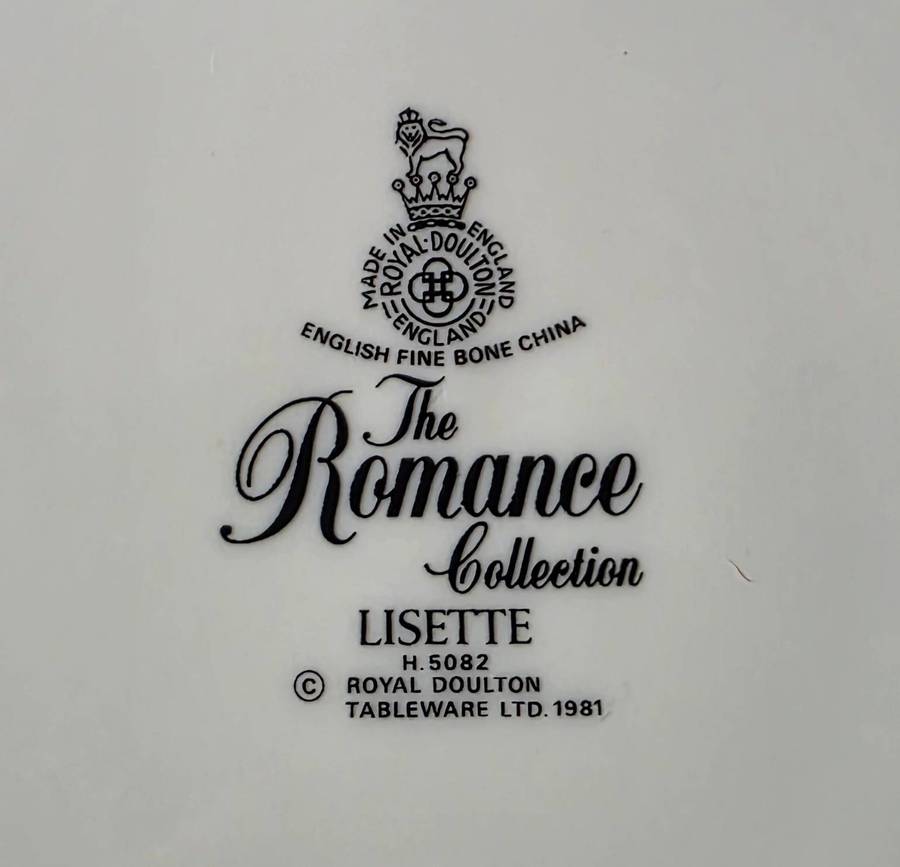 MADE IN ENGLAND
ROYAL·DOULTON
ENGLAND
ENGLISH FINE BONE CHINA
The
Romance
Collection
LISETTE
H.5082
© ROYAL DOULTON
TABLEWARE LTD. 1981